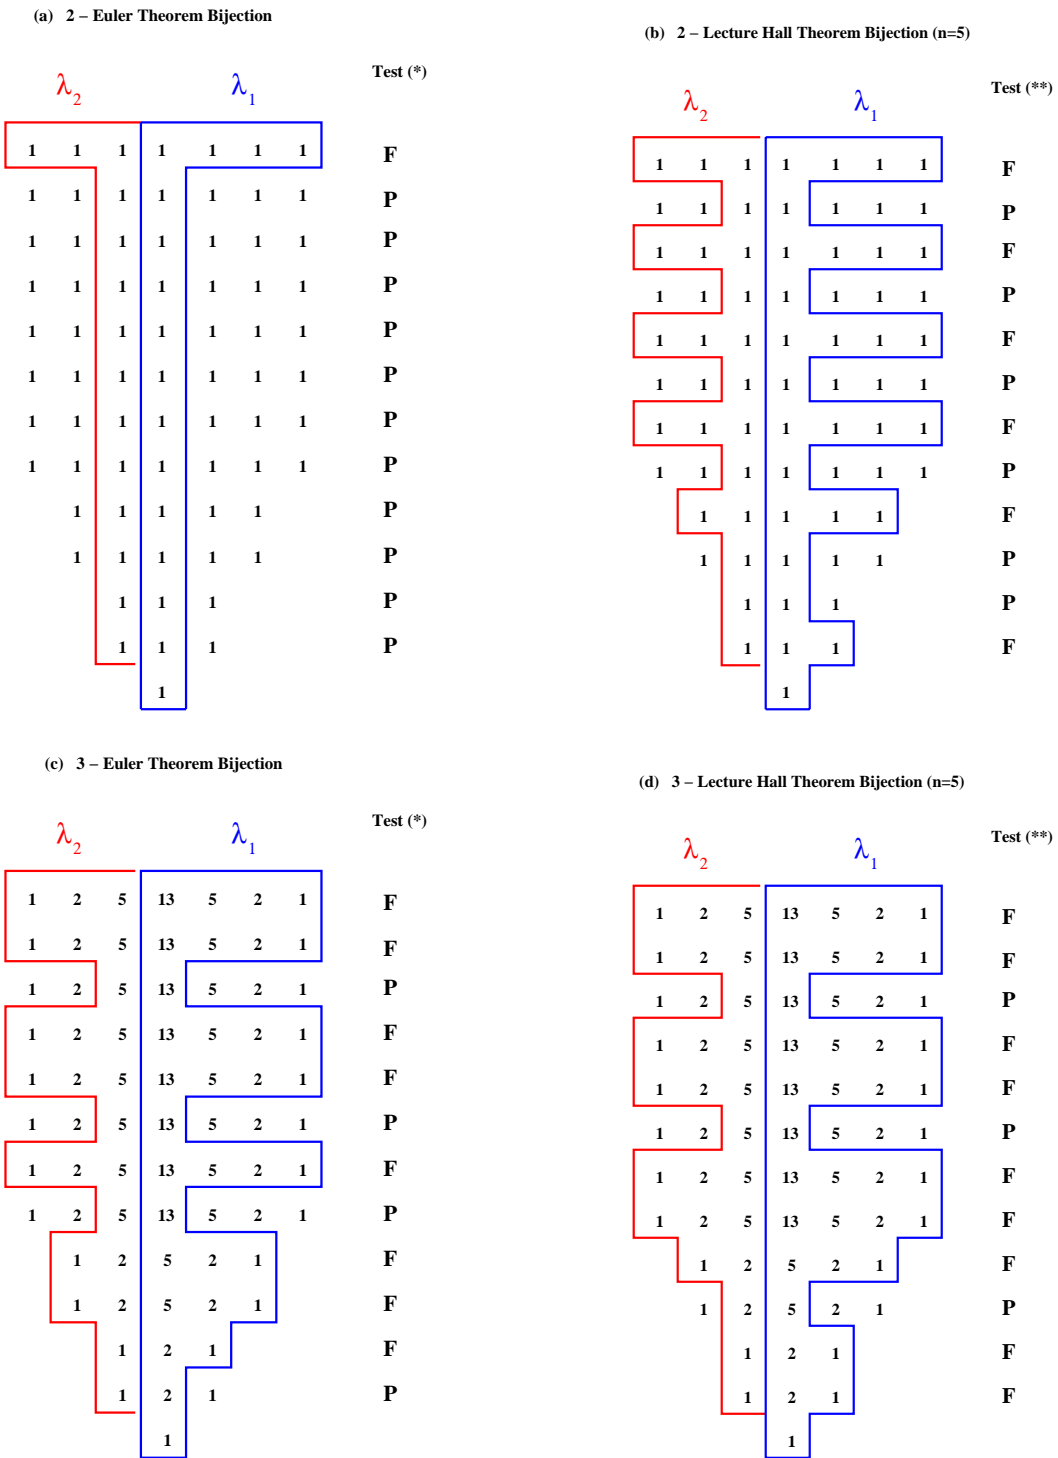 (a) 2 – Euler Theorem Bijection
λ2 λ1 Test (*)
1 1 1 1 1 1 1 F
1 1 1 1 1 1 1 P
1 1 1 1 1 1 1 P
1 1 1 1 1 1 1 P
1 1 1 1 1 1 1 P
1 1 1 1 1 1 1 P
1 1 1 1 1 1 1 P
1 1 1 1 1 1 1 P
1 1 1 1 1 P
1 1 1 1 1 P
1 1 1 P
1 1 1 P
1
(b) 2 – Lecture Hall Theorem Bijection (n=5)
λ2 λ1 Test (**)
1 1 1 1 1 1 1 F
1 1 1 1 1 1 1 P
1 1 1 1 1 1 1 F
1 1 1 1 1 1 1 P
1 1 1 1 1 1 1 F
1 1 1 1 1 1 1 P
1 1 1 1 1 1 1 F
1 1 1 1 1 1 1 P
1 1 1 1 1 F
1 1 1 1 1 P
1 1 1 P
1 1 1 F
1
(c) 3 – Euler Theorem Bijection
λ2 λ1 Test (*)
1 2 5 13 5 2 1 F
1 2 5 13 5 2 1 F
1 2 5 13 5 2 1 P
1 2 5 13 5 2 1 F
1 2 5 13 5 2 1 F
1 2 5 13 5 2 1 P
1 2 5 13 5 2 1 F
1 2 5 13 5 2 1 P
1 2 5 2 1 F
1 2 5 2 1 F
1 2 1 F
1 2 1 P
1
(d) 3 – Lecture Hall Theorem Bijection (n=5)
λ2 λ1 Test (**)
1 2 5 13 5 2 1 F
1 2 5 13 5 2 1 F
1 2 5 13 5 2 1 P
1 2 5 13 5 2 1 F
1 2 5 13 5 2 1 F
1 2 5 13 5 2 1 P
1 2 5 13 5 2 1 F
1 2 5 13 5 2 1 F
1 2 5 2 1 F
1 2 5 2 1 P
1 2 1 F
1 2 1 F
1